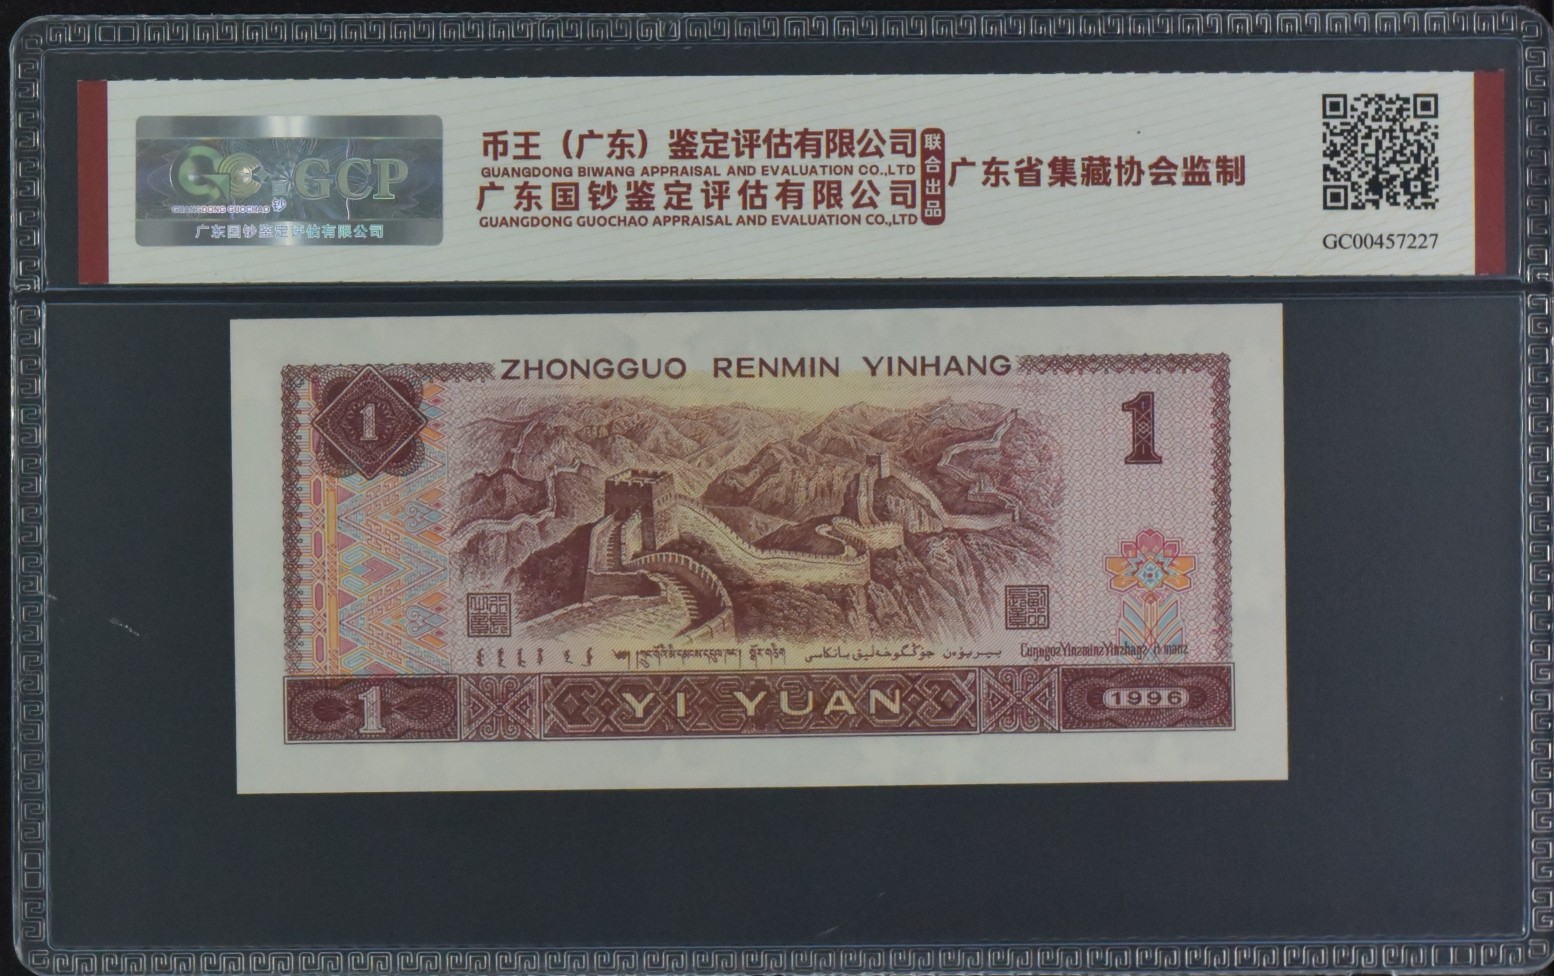 GCP
GUANGDONG GUOCHAO 钞
广东国钞鉴定评估有限公司
币王（广东）鉴定评估有限公司
GUANGDONG BIWANG APPRAISAL AND EVALUATION CO.,LTD
广东国钞鉴定评估有限公司
GUANGDONG GUOCHAO APPRAISAL AND EVALUATION CO.,LTD
联合出品
广东省集藏协会监制
GC00457227
ZHONGGUO RENMIN YINHANG
1
1
1 YI YUAN 1996